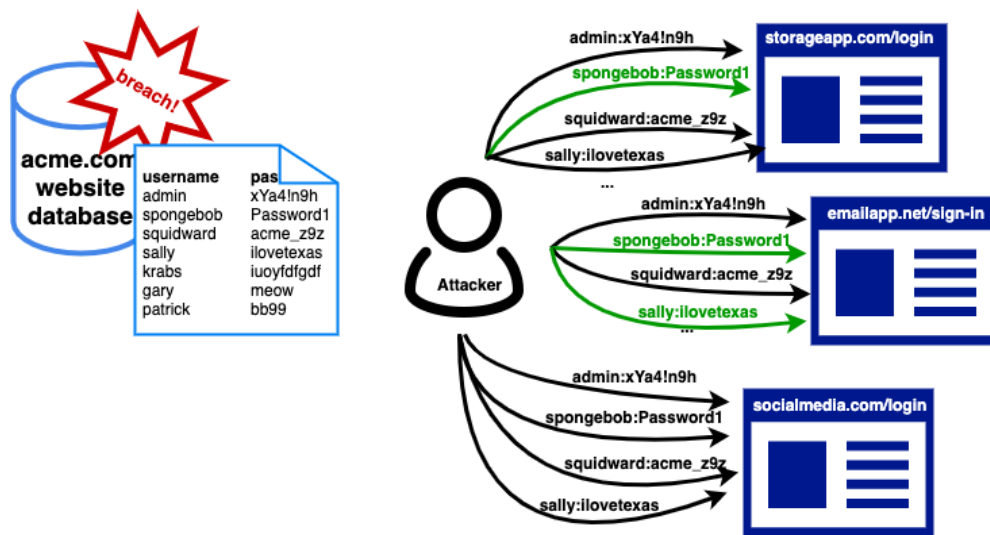 breach!
acme.com
website
database
username pas
admin xYa4!n9h
spongebob Password1
squidward acme_z9z
sally ilovetexas
krabs iuoyfdfgdf
gary meow
patrick bb99
Attacker
admin:xYa4!n9h
spongebob:Password1
squidward:acme_z9z
sally:ilovetexas
...
storageapp.com/login
admin:xYa4!n9h
spongebob:Password1
squidward:acme_z9z
sally:ilovetexas
...
emailapp.net/sign-in
admin:xYa4!n9h
spongebob:Password1
squidward:acme_z9z
sally:ilovetexas
socialmedia.com/login